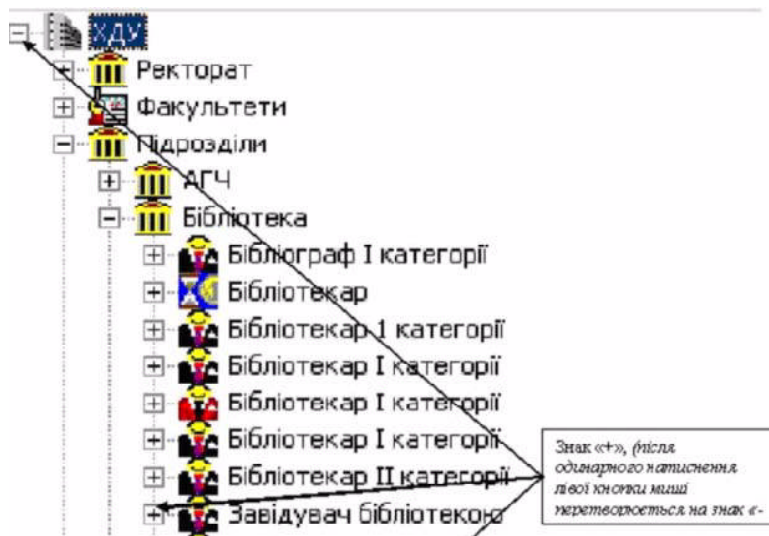 ХДУ
Ректорат
Факультети
Підрозділи
АГЧ
Бібліотека
Бібліограф І категорії
Бібліотекар
Бібліотекар 1 категорії
Бібліотекар І категорії
Бібліотекар І категорії
Бібліотекар І категорії
Бібліотекар ІІ категорії
Завідувач бібліотекою
Знак «+», (після
одинарного натиснення
лівої кнопки миші
перетворюється на знак «-